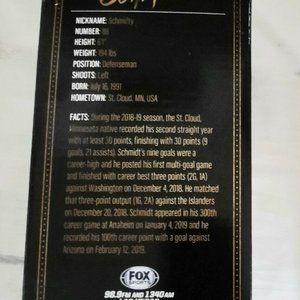 NICKNAME: Schmitty
NUMBER: 88
HEIGHT: 6'1"
WEIGHT: 194 lbs
POSITION: Defenseman
SHOOTS: Left
BORN: July 16, 1991
HOMETOWN: St. Cloud, MN, USA
FACTS: During the 2018-19 season, the St. Cloud,
Minnesota native recorded his second straight year
with at least 30 points, finishing with 30 points (9
goals, 21 assists). Schmidt's nine goals were a
career-high and he posted his first multi-goal game
and finished with career best three points (2G, 1A)
against Washington on December 4, 2018. He matched
that three-point output (1G, 2A) against the Islanders
on December 20, 2018. Schmidt appeared in his 300th
career game at Anaheim on January 4, 2019 and he
recorded his 100th career point with a goal against
Arizona on February 12, 2019.
FOX
SPORTS
98.9FM AND 1340AM